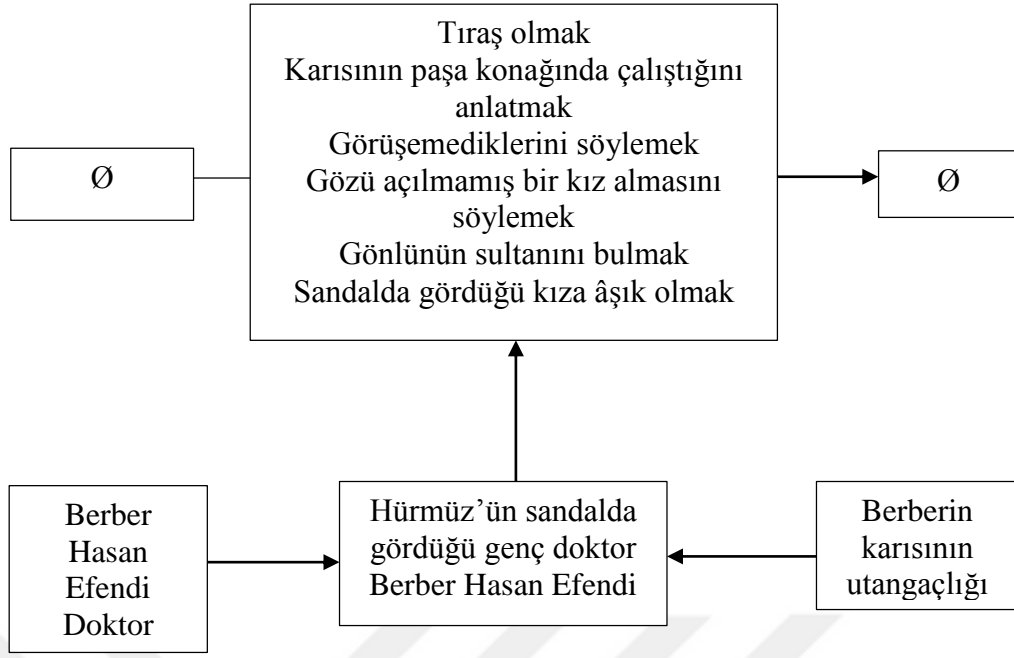 Tıraş olmak
Karısının paşa konağında çalıştığını
anlatmak
Görüşemediklerini söylemek
Gözü açılmamış bir kız almasını
söylemek
Gönlünün sultanını bulmak
Sandalda gördüğü kıza âşık olmak
Ø
Ø
Berber
Hasan
Efendi
Doktor
Hürmüz’ün sandalda
gördüğü genç doktor
Berber Hasan Efendi
Berberin
karısının
utangaçlığı